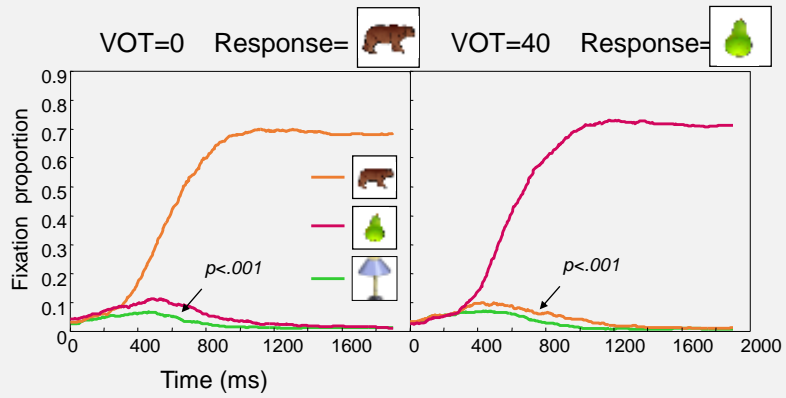 VOT=0 Response= VOT=40 Response=
0.9
0.8
0.7
0.6
0.5
0.4
0.3
0.2
0.1
0
Fixation proportion
p<.001
p<.001
0 400 800 1200 1600 0 400 800 1200 1600 2000
Time (ms)